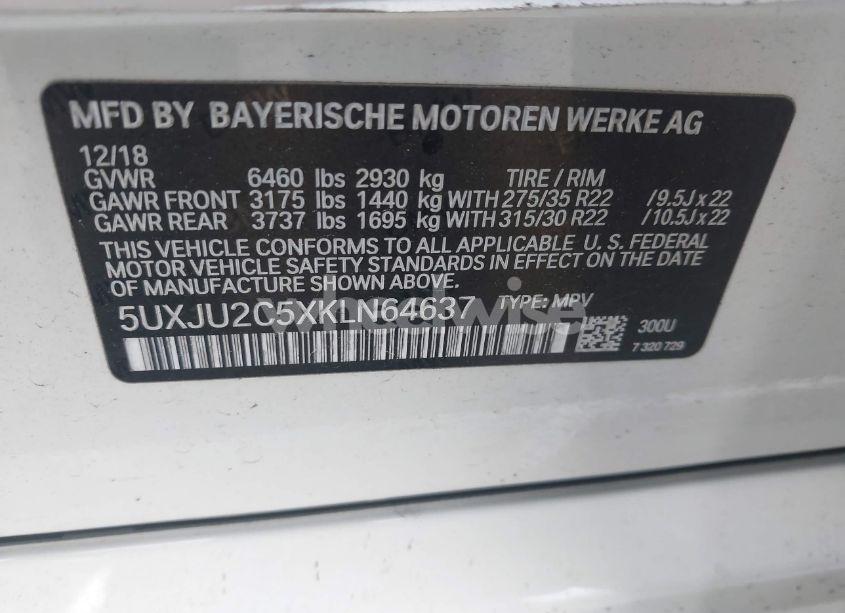 MFD BY BAYERISCHE MOTOREN WERKE AG
12/18
GVWR 6460 lbs 2930 kg TIRE / RIM
GAWR FRONT 3175 lbs 1440 kg WITH 275/35 R22 /9.5J x 22
GAWR REAR 3737 lbs 1695 kg WITH 315/30 R22 /10.5J x 22
THIS VEHICLE CONFORMS TO ALL APPLICABLE U. S. FEDERAL
MOTOR VEHICLE SAFETY STANDARDS IN EFFECT ON THE DATE
OF MANUFACTURE SHOWN ABOVE.
5UXJU2C5XKLN64637 TYPE: MPV
wheelwise
300U
7 320 729